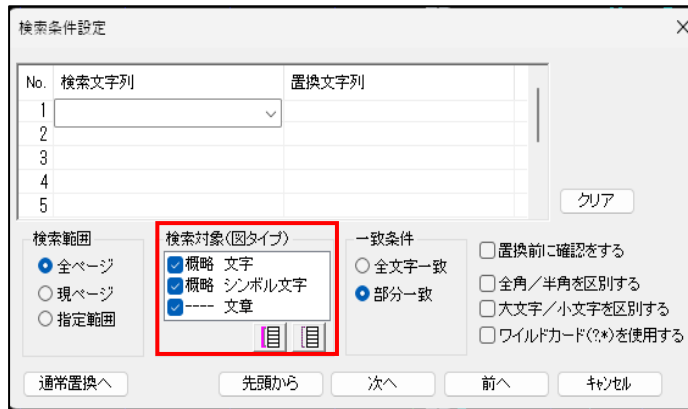 検索条件設定
No. 検索文字列 置換文字列
1
2
3
4
5
クリア
検索範囲
全ページ
現ページ
指定範囲
検索対象(図タイプ)
概略 文字
概略 シンボル文字
---- 文章
一致条件
全文字一致
部分一致
置換前に確認をする
全角／半角を区別する
大文字／小文字を区別する
ワイルドカード(?*)を使用する
通常置換へ 先頭から 次へ 前へ キャンセル